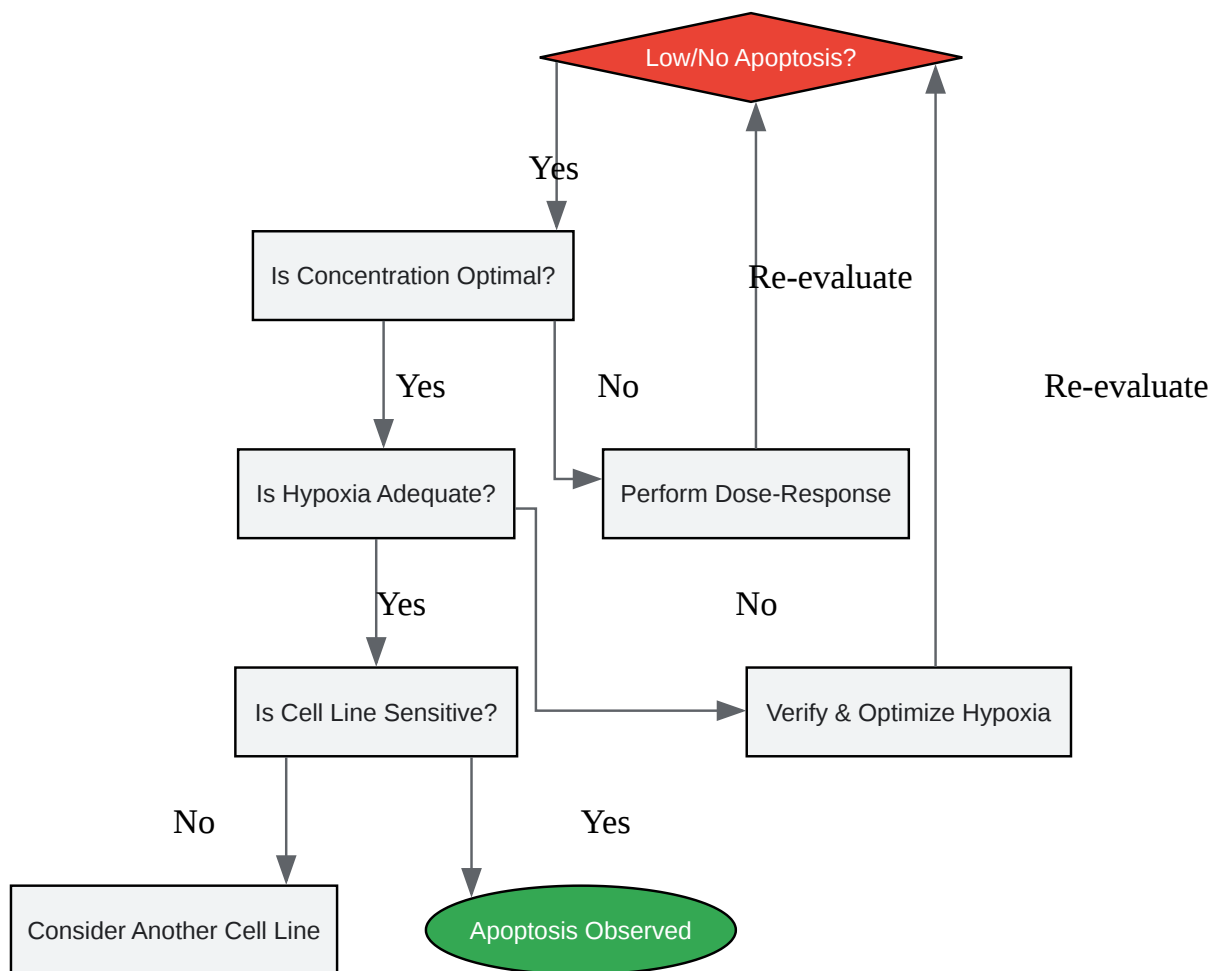 Low/No Apoptosis?
Yes
Is Concentration Optimal?
Re-evaluate
Yes
No
Re-evaluate
Is Hypoxia Adequate?
Perform Dose-Response
Yes
No
Is Cell Line Sensitive?
Verify & Optimize Hypoxia
No
Yes
Consider Another Cell Line
Apoptosis Observed